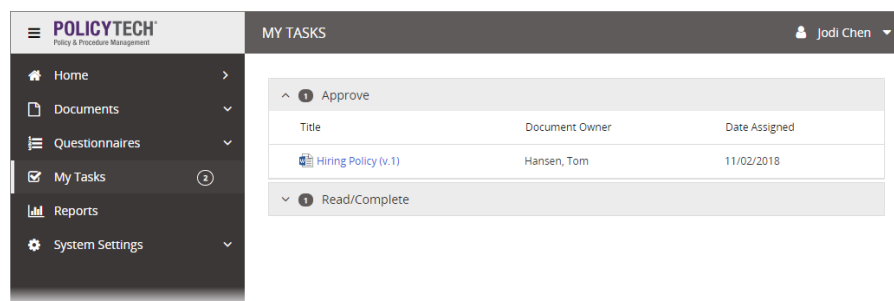 POLICYTECH®
Policy & Procedure Management
MY TASKS
Jodi Chen
Home
Documents
Questionnaires
My Tasks 2
Reports
System Settings
1 Approve
Title Document Owner Date Assigned
Hiring Policy (v.1) Hansen, Tom 11/02/2018
1 Read/Complete